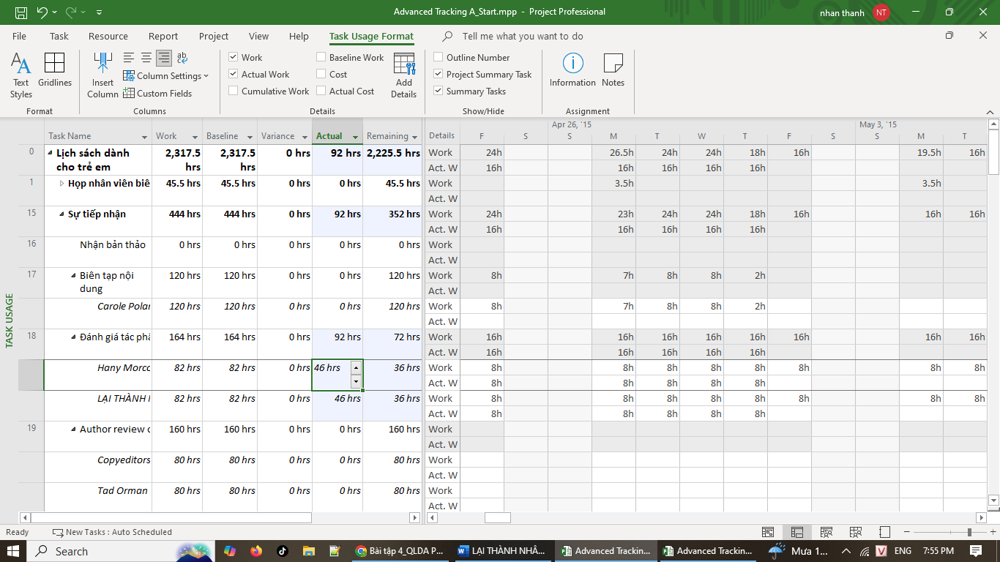 Advanced Tracking A_Start.mpp - Project Professional
nhan thanh NT
File Task Resource Report Project View Help Task Usage Format Tell me what you want to do
Text Styles
Gridlines
Format
Insert Column
Column Settings
Custom Fields
Columns
Work
Actual Work
Cumulative Work
Baseline Work
Cost
Actual Cost
Add Details
Details
Outline Number
Project Summary Task
Summary Tasks
Show/Hide
Information
Notes
Assignment
TASK USAGE
Apr 26, '15 May 3, '15
Task Name Work Baseline Variance Actual Remaining Details F S S M T W T F S S M T
0 Lịch sách dành cho trẻ em 2,317.5 hrs 2,317.5 hrs 0 hrs 92 hrs 2,225.5 hrs Work 24h 26.5h 24h 24h 18h 16h 19.5h 16h
Act. W 16h 16h 16h 16h 16h
1 Họp nhân viên biê 45.5 hrs 45.5 hrs 0 hrs 0 hrs 45.5 hrs Work 3.5h 3.5h
Act. W
15 Sự tiếp nhận 444 hrs 444 hrs 0 hrs 92 hrs 352 hrs Work 24h 23h 24h 24h 18h 16h 16h 16h
Act. W 16h 16h 16h 16h 16h
16 Nhận bản thảo 0 hrs 0 hrs 0 hrs 0 hrs 0 hrs Work
Act. W
17 Biên tạp nội dung 120 hrs 120 hrs 0 hrs 0 hrs 120 hrs Work 8h 7h 8h 8h 2h
Act. W
Carole Polar 120 hrs 120 hrs 0 hrs 0 hrs 120 hrs Work 8h 7h 8h 8h 2h
Act. W
18 Đánh giá tác phẩ 164 hrs 164 hrs 0 hrs 92 hrs 72 hrs Work 16h 16h 16h 16h 16h 16h 16h 16h
Act. W 16h 16h 16h 16h 16h
Hany Morcc 82 hrs 82 hrs 0 hrs 46 hrs 36 hrs Work 8h 8h 8h 8h 8h 8h 8h 8h
Act. W 8h 8h 8h 8h 8h
LẠI THÀNH 82 hrs 82 hrs 0 hrs 46 hrs 36 hrs Work 8h 8h 8h 8h 8h 8h 8h 8h
Act. W 8h 8h 8h 8h 8h
19 Author review 160 hrs 160 hrs 0 hrs 0 hrs 160 hrs Work
Act. W
Copyeditors 80 hrs 80 hrs 0 hrs 0 hrs 80 hrs Work
Act. W
Tad Orman 80 hrs 80 hrs 0 hrs 0 hrs 80 hrs Work
Act. W
Ready New Tasks : Auto Scheduled
Search Bài tập 4_QLDA P... LẠI THÀNH NHÂ... Advanced Trackin... Advanced Trackin... Mưa 1... V ENG 7:55 PM